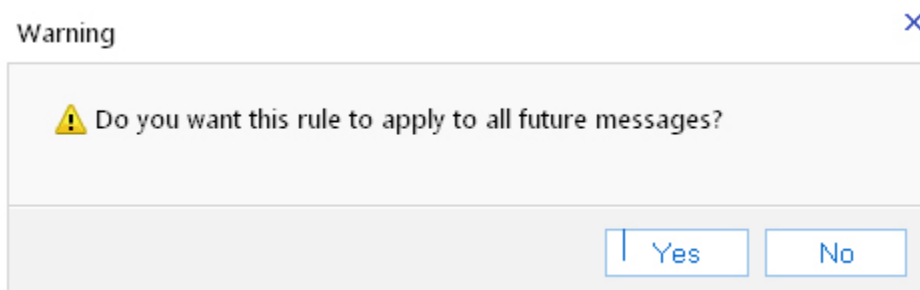 Warning
Do you want this rule to apply to all future messages?
Yes No